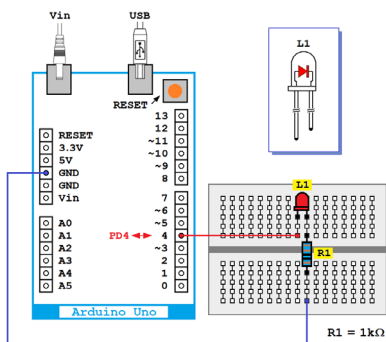 Vin
USB
L1
RESET
13
12
~11
~10
~9
8
RESET
3.3V
5V
GND
GND
Vin
7
~6
~5
4
~3
2
1
0
PD4
A0
A1
A2
A3
A4
A5
Arduino Uno
L1
R1
R1 = 1kΩ